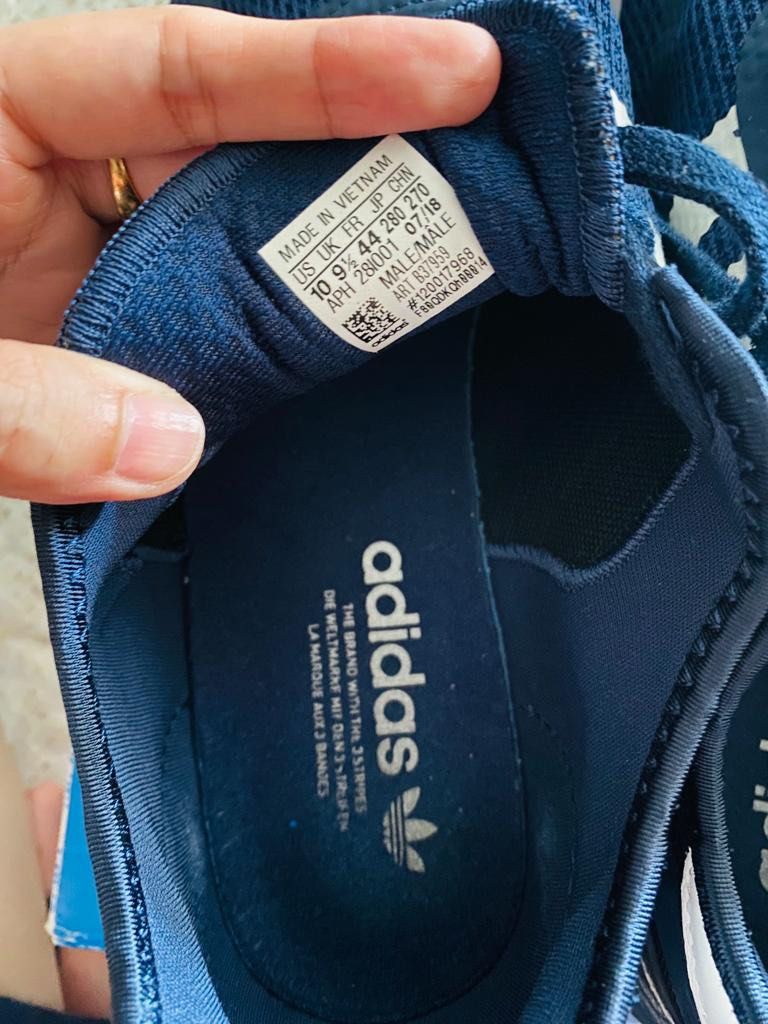 MADE IN VIETNAM
US UK FR JP CHN
10 9½ 44 280 270
APH 28I001 07/18
MALE/MÂLE
ART B37959
#120017968
adidas
adidas
THE BRAND WITH THE 3 STRIPES
DIE WELTMARKE MIT DEN 3 STREIFEN
LA MARQUE AUX 3 BANDES